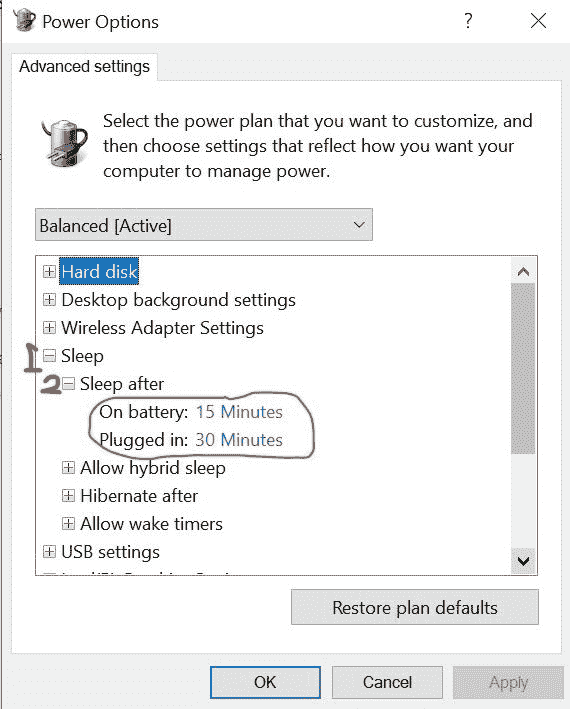 Power Options
Advanced settings
Select the power plan that you want to customize, and
then choose settings that reflect how you want your
computer to manage power.
Balanced [Active]
Hard disk
Desktop background settings
Wireless Adapter Settings
1 Sleep
2 Sleep after
On battery: 15 Minutes
Plugged in: 30 Minutes
Allow hybrid sleep
Hibernate after
Allow wake timers
USB settings
Restore plan defaults
OK Cancel Apply